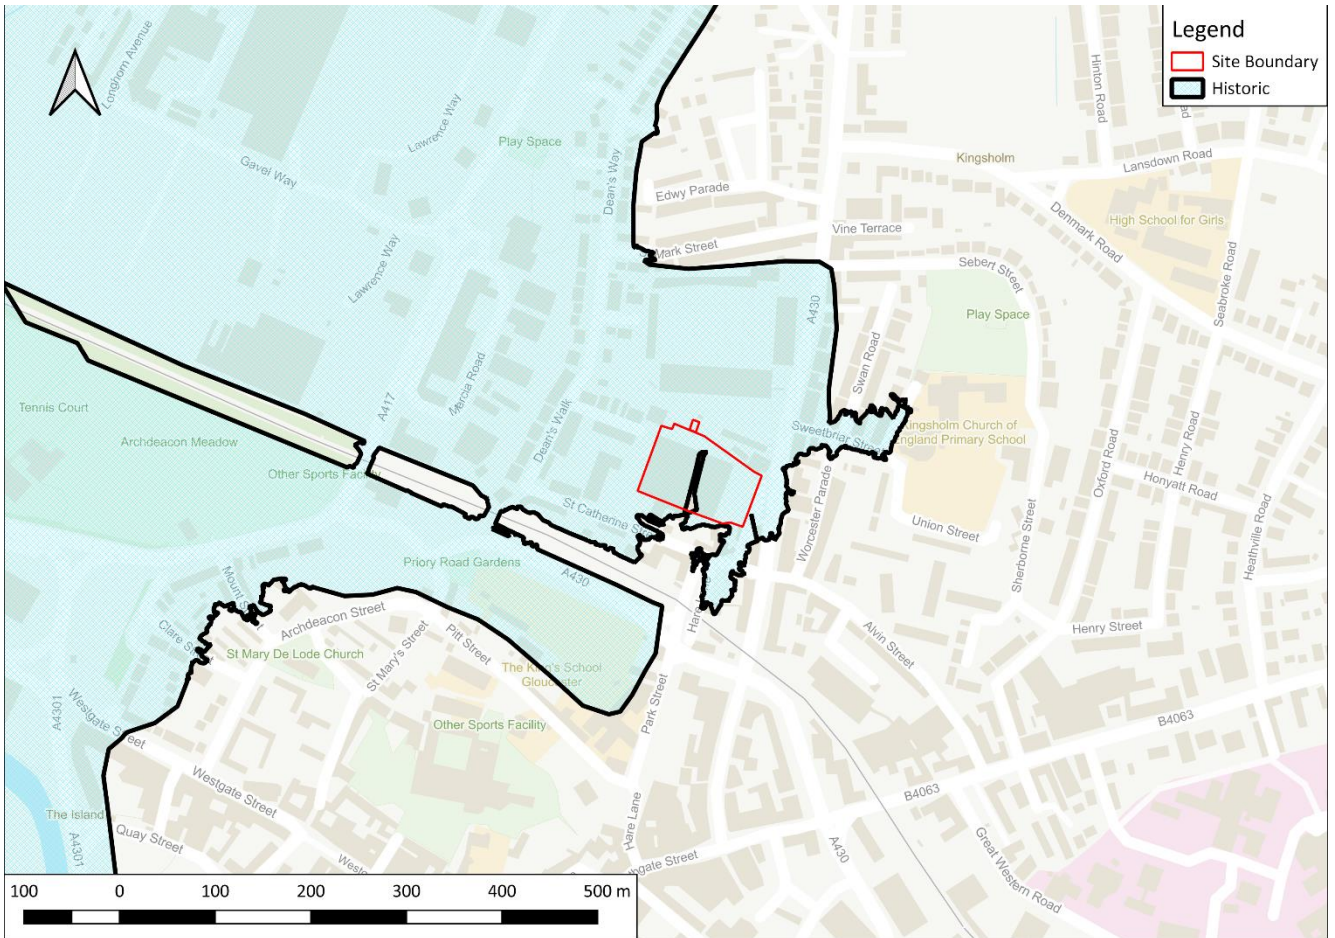 Legend
Site Boundary
Historic
Longhorn Avenue
Lawrence Way
Play Space
Gavel Way
Dean's Way
Hinton Road
Kingsholm
Lansdown Road
Edwy Parade
High School for Girls
Denmark Road
Vine Terrace
Mark Street
Lawrence Way
Sebert Street
Seabroke Road
A430
Play Space
Swan Road
Marcia Road
A417
Tennis Court
Dean's Walk
Archdeacon Meadow
Sweetbriar Street
Kingsholm Church of
England Primary School
Other Sports Facility
Oxford Road
Henry Road
Honyatt Road
St Catherine
Worcester Parade
Union Street
Sherborne Street
Heathville Road
Priory Road Gardens
A430
Mount
Archdeacon Street
Hare
Alvin Street
Henry Street
Clare
St Mary De Lode Church
St Mary's Street
Pitt Street
The King's School
Gloucester
A4301
Westgate Street
Other Sports Facility
Park Street
B4063
Westgate Street
B4063
The Island
Quay Street
A4301
Hare Lane
A430
Great Western Road
100 0 100 200 300 400 500 m